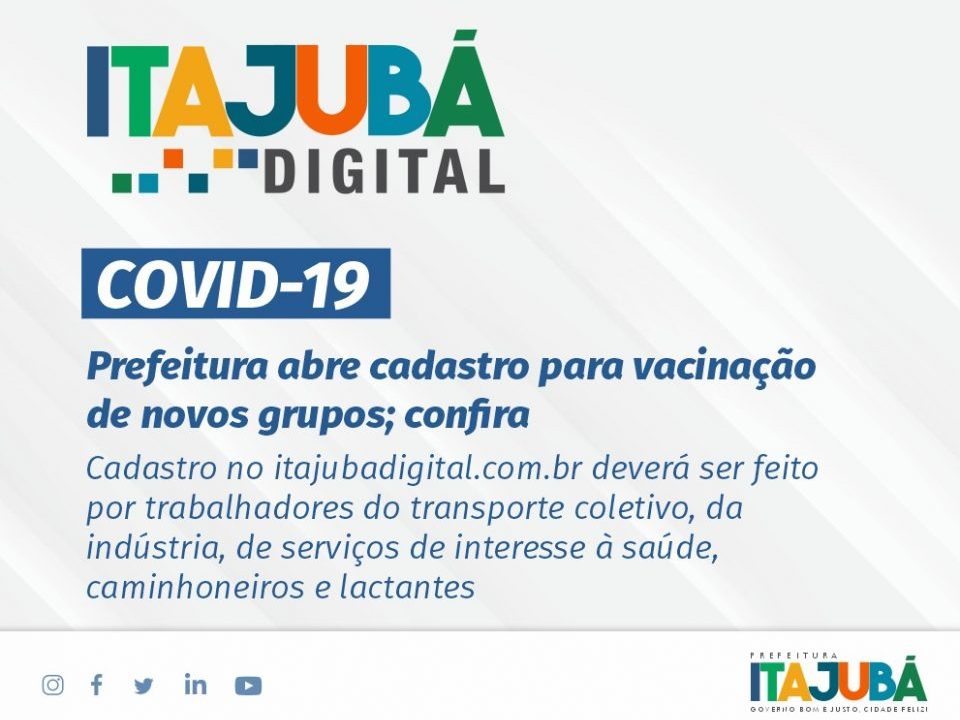 ITAJUBÁ
DIGITAL
COVID-19
Prefeitura abre cadastro para vacinação
de novos grupos; confira
Cadastro no itajubadigital.com.br deverá ser feito
por trabalhadores do transporte coletivo, da
indústria, de serviços de interesse à saúde,
caminhoneiros e lactantes
PREFEITURA
ITAJUBÁ
GOVERNO BOM E JUSTO, CIDADE FELIZ!